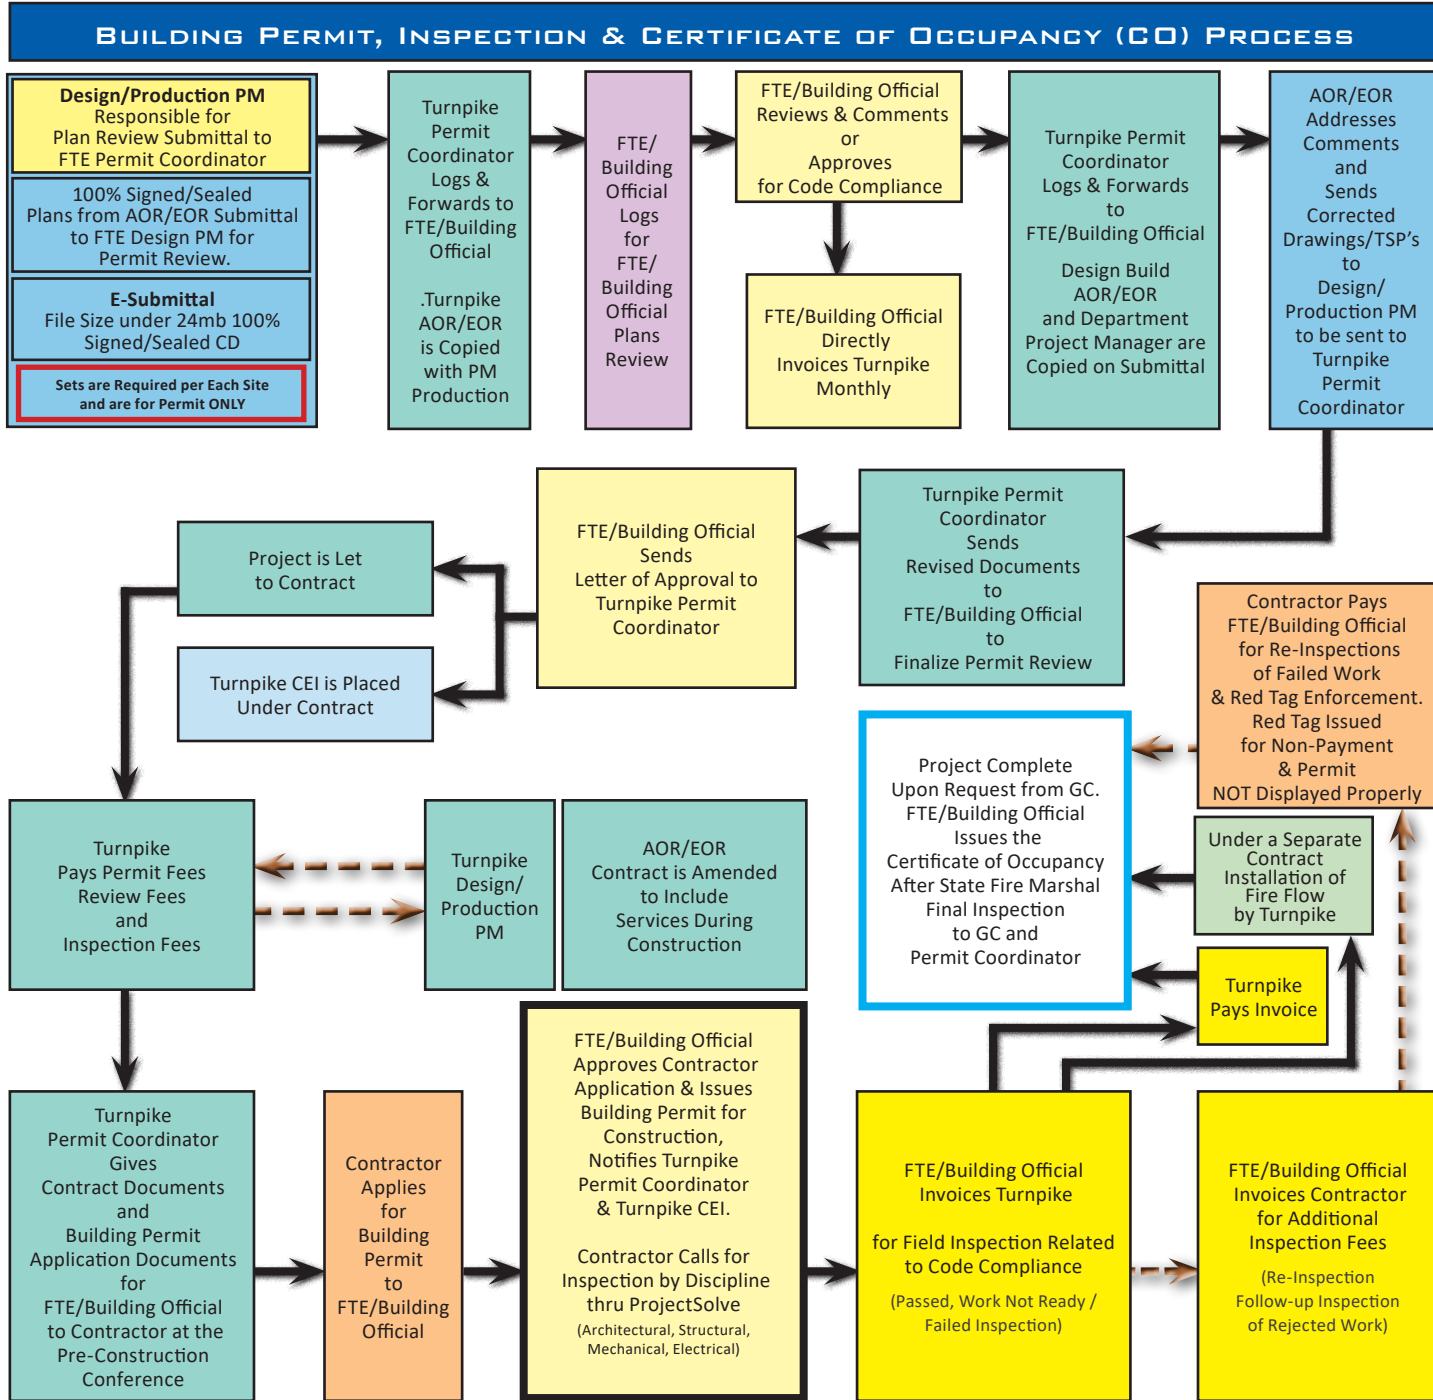 BUILDING PERMIT, INSPECTION & CERTIFICATE OF OCCUPANCY (CO) PROCESS
Design/Production PM
Responsible for
Plan Review Submittal to
FTE Permit Coordinator
100% Signed/Sealed
Plans from AOR/EOR Submittal
to FTE Design PM for
Permit Review.
E-Submittal
File Size under 24mb 100%
Signed/Sealed CD
Sets are Required per Each Site
and are for Permit ONLY
Turnpike
Permit
Coordinator
Logs &
Forwards to
FTE/Building
Official
.Turnpike
AOR/EOR
is Copied
with PM
Production
FTE/
Building
Official
Logs
for
FTE/
Building
Official
Plans
Review
FTE/Building Official
Reviews & Comments
or
Approves
for Code Compliance
FTE/Building Official
Directly
Invoices Turnpike
Monthly
Turnpike Permit
Coordinator
Logs & Forwards
to
FTE/Building Official
Design Build
AOR/EOR
and Department
Project Manager are
Copied on Submittal
AOR/EOR
Addresses
Comments
and
Sends
Corrected
Drawings/TSP's
to
Design/
Production PM
to be sent to
Turnpike
Permit
Coordinator
Turnpike Permit
Coordinator
Sends
Revised Documents
to
FTE/Building Official
to
Finalize Permit Review
FTE/Building Official
Sends
Letter of Approval to
Turnpike Permit
Coordinator
Project is Let
to Contract
Turnpike CEI is Placed
Under Contract
Turnpike
Pays Permit Fees
Review Fees
and
Inspection Fees
Turnpike
Design/
Production
PM
AOR/EOR
Contract is Amended
to Include
Services During
Construction
Turnpike
Permit Coordinator
Gives
Contract Documents
and
Building Permit
Application Documents
for
FTE/Building Official
to Contractor at the
Pre-Construction
Conference
Contractor
Applies
for
Building
Permit
to
FTE/Building
Official
FTE/Building Official
Approves Contractor
Application & Issues
Building Permit for
Construction,
Notifies Turnpike
Permit Coordinator
& Turnpike CEI.
Contractor Calls for
Inspection by Discipline
thru ProjectSolve
(Architectural, Structural,
Mechanical, Electrical)
FTE/Building Official
Invoices Turnpike
for Field Inspection Related
to Code Compliance
(Passed, Work Not Ready /
Failed Inspection)
FTE/Building Official
Invoices Contractor
for Additional
Inspection Fees
(Re-Inspection
Follow-up Inspection
of Rejected Work)
Contractor Pays
FTE/Building Official
for Re-Inspections
of Failed Work
& Red Tag Enforcement.
Red Tag Issued
for Non-Payment
& Permit
NOT Displayed Properly
Under a Separate
Contract
Installation of
Fire Flow
by Turnpike
Turnpike
Pays Invoice
Project Complete
Upon Request from GC.
FTE/Building Official
Issues the
Certificate of Occupancy
After State Fire Marshal
Final Inspection
to GC and
Permit Coordinator